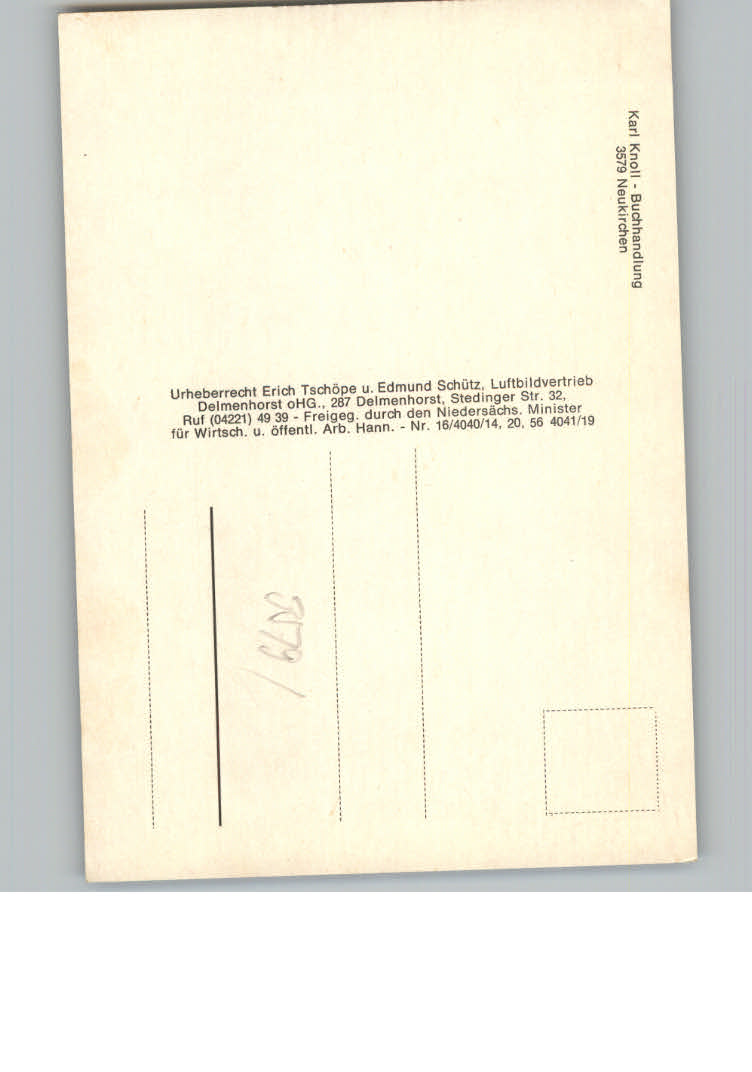 Karl Knoll - Buchhandlung
3579 Neukirchen
Urheberrecht Erich Tschöpe u. Edmund Schütz, Luftbildvertrieb
Delmenhorst oHG., 287 Delmenhorst, Stedinger Str. 32,
Ruf (04221) 49 39 - Freigeg. durch den Niedersächs. Minister
für Wirtsch. u. öffentl. Arb. Hann. - Nr. 16/4040/14, 20, 56 4041/19